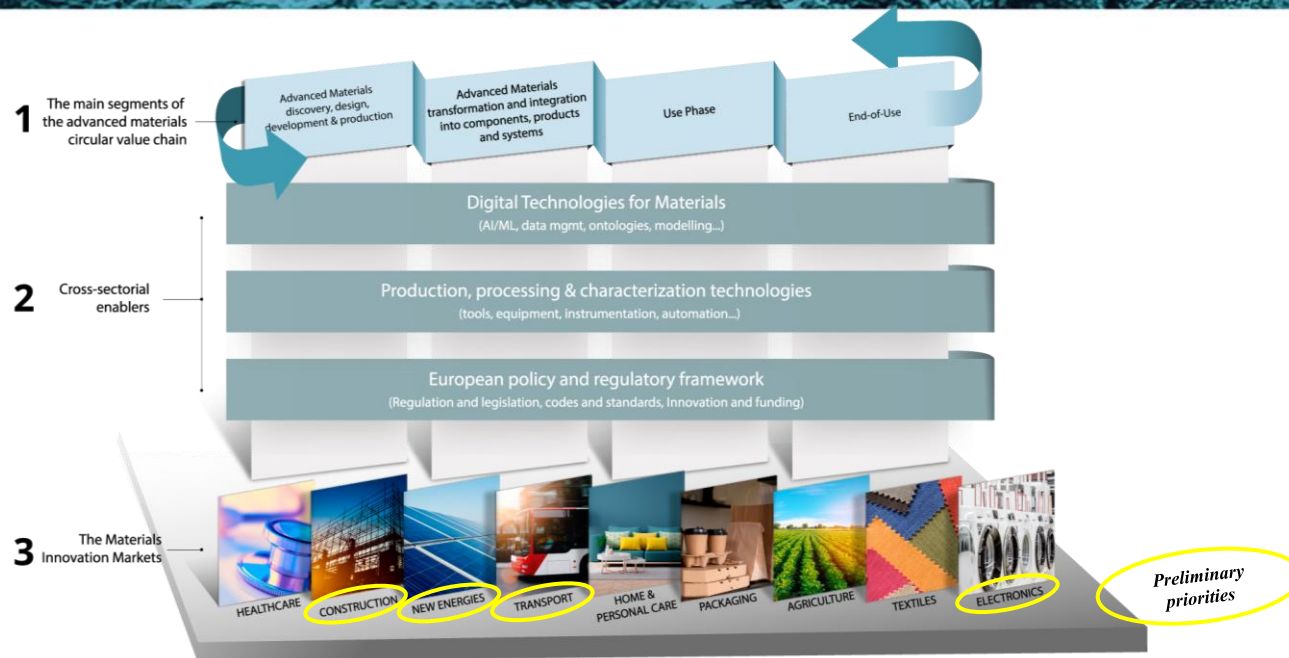 1
The main segments of
the advanced materials
circular value chain
Advanced Materials
discovery, design,
development & production
Advanced Materials
transformation and integration
into components, products
and systems
Use Phase
End-of-Use
2
Cross-sectorial
enablers
Digital Technologies for Materials
(AI/ML, data mgmt, ontologies, modelling...)
Production, processing & characterization technologies
(tools, equipment, instrumentation, automation...)
European policy and regulatory framework
(Regulation and legislation, codes and standards, Innovation and funding)
3
The Materials
Innovation Markets
HEALTHCARE
CONSTRUCTION
NEW ENERGIES
TRANSPORT
HOME &
PERSONAL CARE
PACKAGING
AGRICULTURE
TEXTILES
ELECTRONICS
Preliminary
priorities